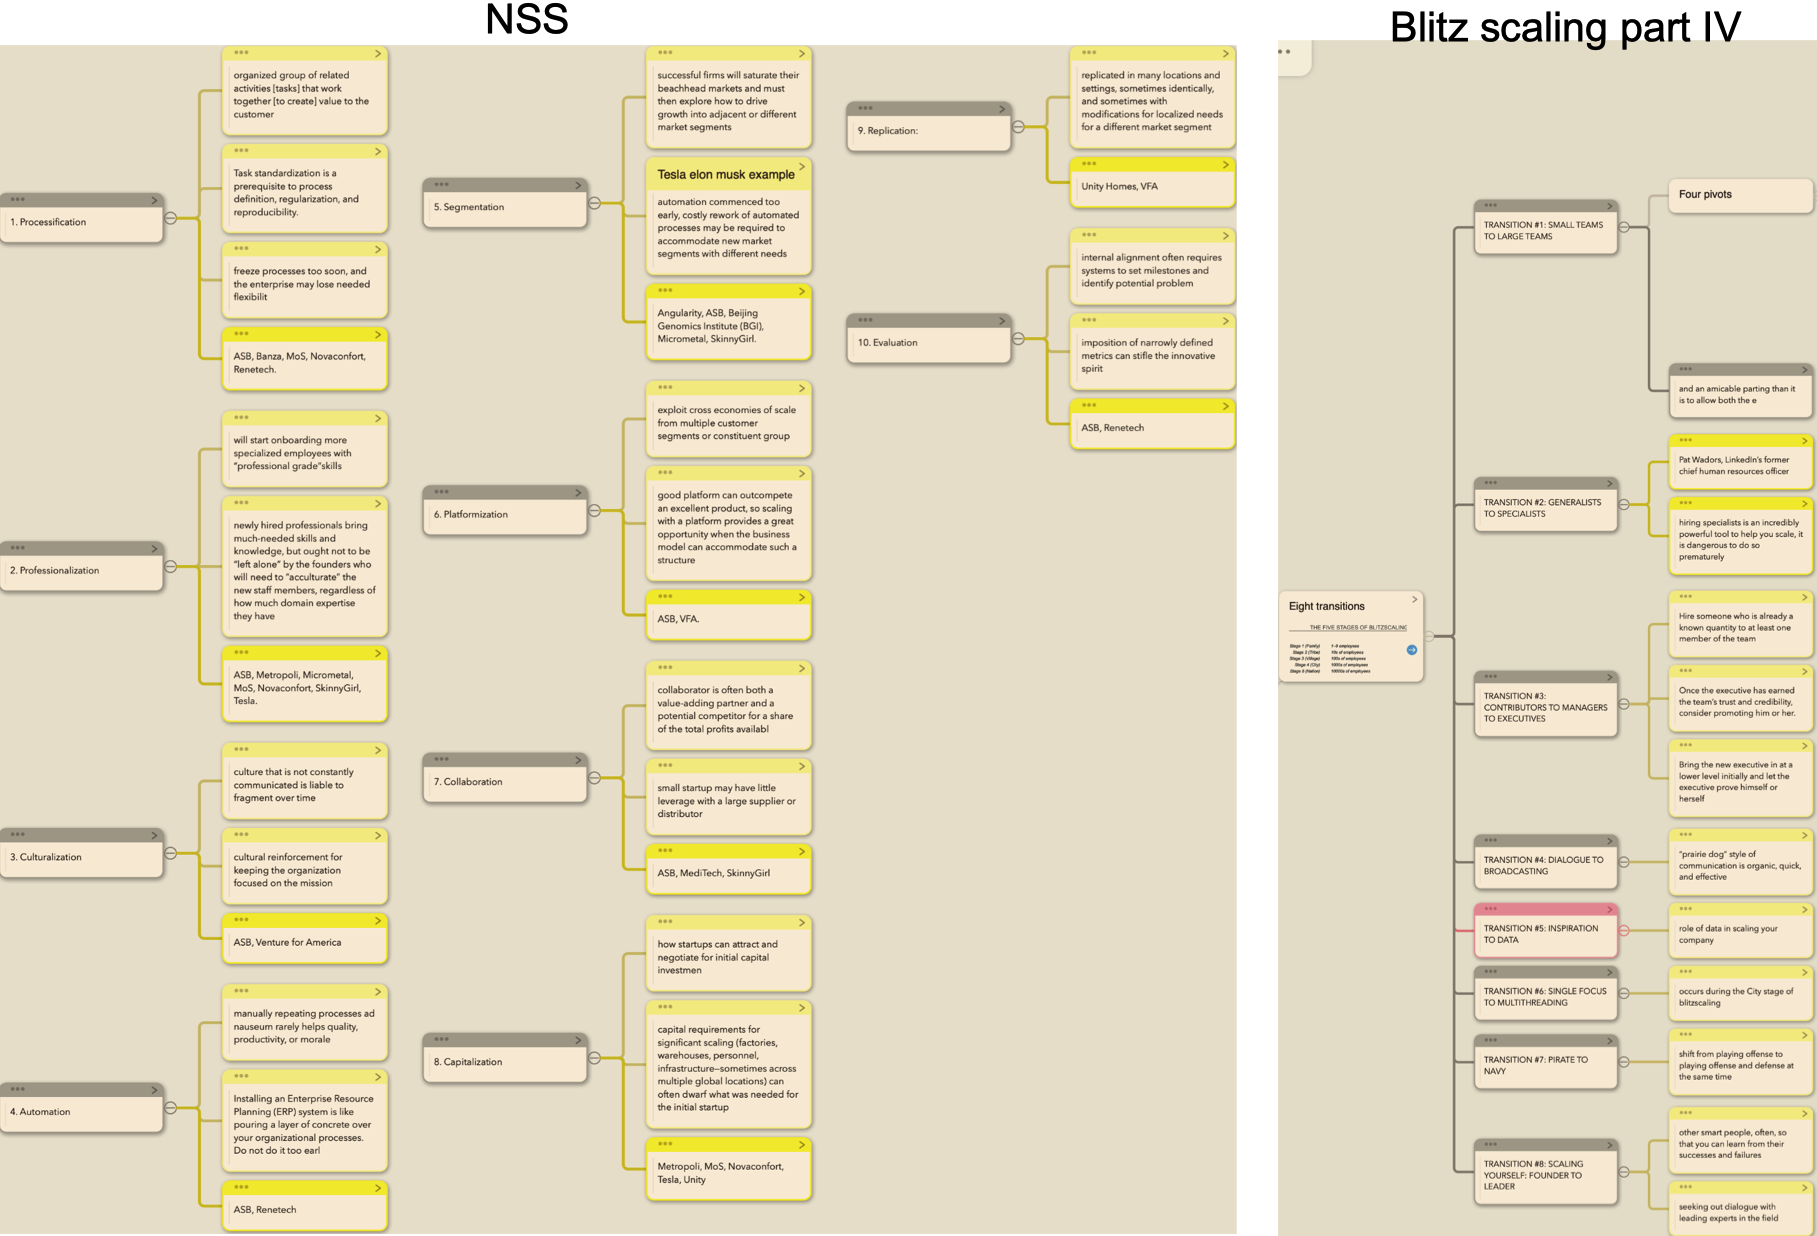 NSS
1. Processification
organized group of related
activities [tasks] that work
together [to create] value to the
customer
Task standardization is a
prerequisite to process
definition, regularization, and
reproducibility.
freeze processes too soon, and
the enterprise may lose needed
flexibilit
ASB, Banza, MoS, Novaconfort,
Renetech.
2. Professionalization
will start onboarding more
specialized employees with
"professional grade"skills
newly hired professionals bring
much-needed skills and
knowledge, but ought not to be
"left alone" by the founders who
will need to "acculturate" the
new staff members, regardless of
how much domain expertise
they have
ASB, Metropoli, Micrometal,
MoS, Novaconfort, SkinnyGirl,
Tesla.
3. Culturalization
culture that is not constantly
communicated is liable to
fragment over time
cultural reinforcement for
keeping the organization
focused on the mission
ASB, Venture for America
4. Automation
manually repeating processes ad
nauseum rarely helps quality,
productivity, or morale
Installing an Enterprise Resource
Planning (ERP) system is like
pouring a layer of concrete over
your organizational processes.
Do not do it too earl
ASB, Renetech
5. Segmentation
successful firms will saturate their
beachhead markets and must
then explore how to drive
growth into adjacent or different
market segments
Tesla elon musk example
automation commenced too
early, costly rework of automated
processes may be required to
accommodate new market
segments with different needs
Angularity, ASB, Beijing
Genomics Institute (BGI),
Micrometal, SkinnyGirl.
6. Platformization
exploit cross economies of scale
from multiple customer
segments or constituent group
good platform can outcompete
an excellent product, so scaling
with a platform provides a great
opportunity when the business
model can accommodate such a
structure
ASB, VFA.
7. Collaboration
collaborator is often both a
value-adding partner and a
potential competitor for a share
of the total profits availabl
small startup may have little
leverage with a large supplier or
distributor
ASB, MediTech, SkinnyGirl
8. Capitalization
how startups can attract and
negotiate for initial capital
investmen
capital requirements for
significant scaling (factories,
warehouses, personnel,
infrastructure—sometimes across
multiple global locations) can
often dwarf what was needed for
the initial startup
Metropoli, MoS, Novaconfort,
Tesla, Unity
9. Replication:
replicated in many locations and
settings, sometimes identically,
and sometimes with
modifications for localized needs
for a different market segment
Unity Homes, VFA
10. Evaluation
internal alignment often requires
systems to set milestones and
identify potential problem
imposition of narrowly defined
metrics can stifle the innovative
spirit
ASB, Renetech
Blitz scaling part IV
Eight transitions
THE FIVE STAGES OF BLITZSCALING
Stage 1 (Family) 1–9 employees
Stage 2 (Tribe) 10s of employees
Stage 3 (Village) 100s of employees
Stage 4 (City) 1000s of employees
Stage 5 (Nation) 10000s of employees
TRANSITION #1: SMALL TEAMS
TO LARGE TEAMS
Four pivots
and an amicable parting than it
is to allow both the e
TRANSITION #2: GENERALISTS
TO SPECIALISTS
Pat Wadors, LinkedIn's former
chief human resources officer
hiring specialists is an incredibly
powerful tool to help you scale, it
is dangerous to do so
prematurely
TRANSITION #3:
CONTRIBUTORS TO MANAGERS
TO EXECUTIVES
Hire someone who is already a
known quantity to at least one
member of the team
Once the executive has earned
the team's trust and credibility,
consider promoting him or her.
Bring the new executive in at a
lower level initially and let the
executive prove himself or
herself
TRANSITION #4: DIALOGUE TO
BROADCASTING
"prairie dog" style of
communication is organic, quick,
and effective
TRANSITION #5: INSPIRATION
TO DATA
role of data in scaling your
company
TRANSITION #6: SINGLE FOCUS
TO MULTITHREADING
occurs during the City stage of
blitzscaling
TRANSITION #7: PIRATE TO
NAVY
shift from playing offense to
playing offense and defense at
the same time
TRANSITION #8: SCALING
YOURSELF: FOUNDER TO
LEADER
other smart people, often, so
that you can learn from their
successes and failures
seeking out dialogue with
leading experts in the field